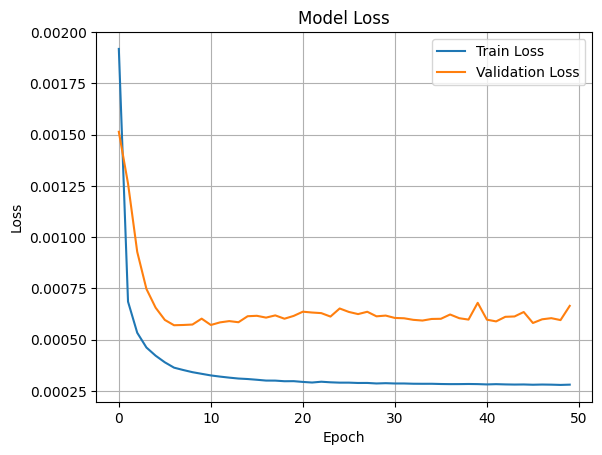 Model Loss
Train Loss
Validation Loss
0.00200
0.00175
0.00150
0.00125
0.00100
0.00075
0.00050
0.00025
Loss
0 10 20 30 40 50
Epoch